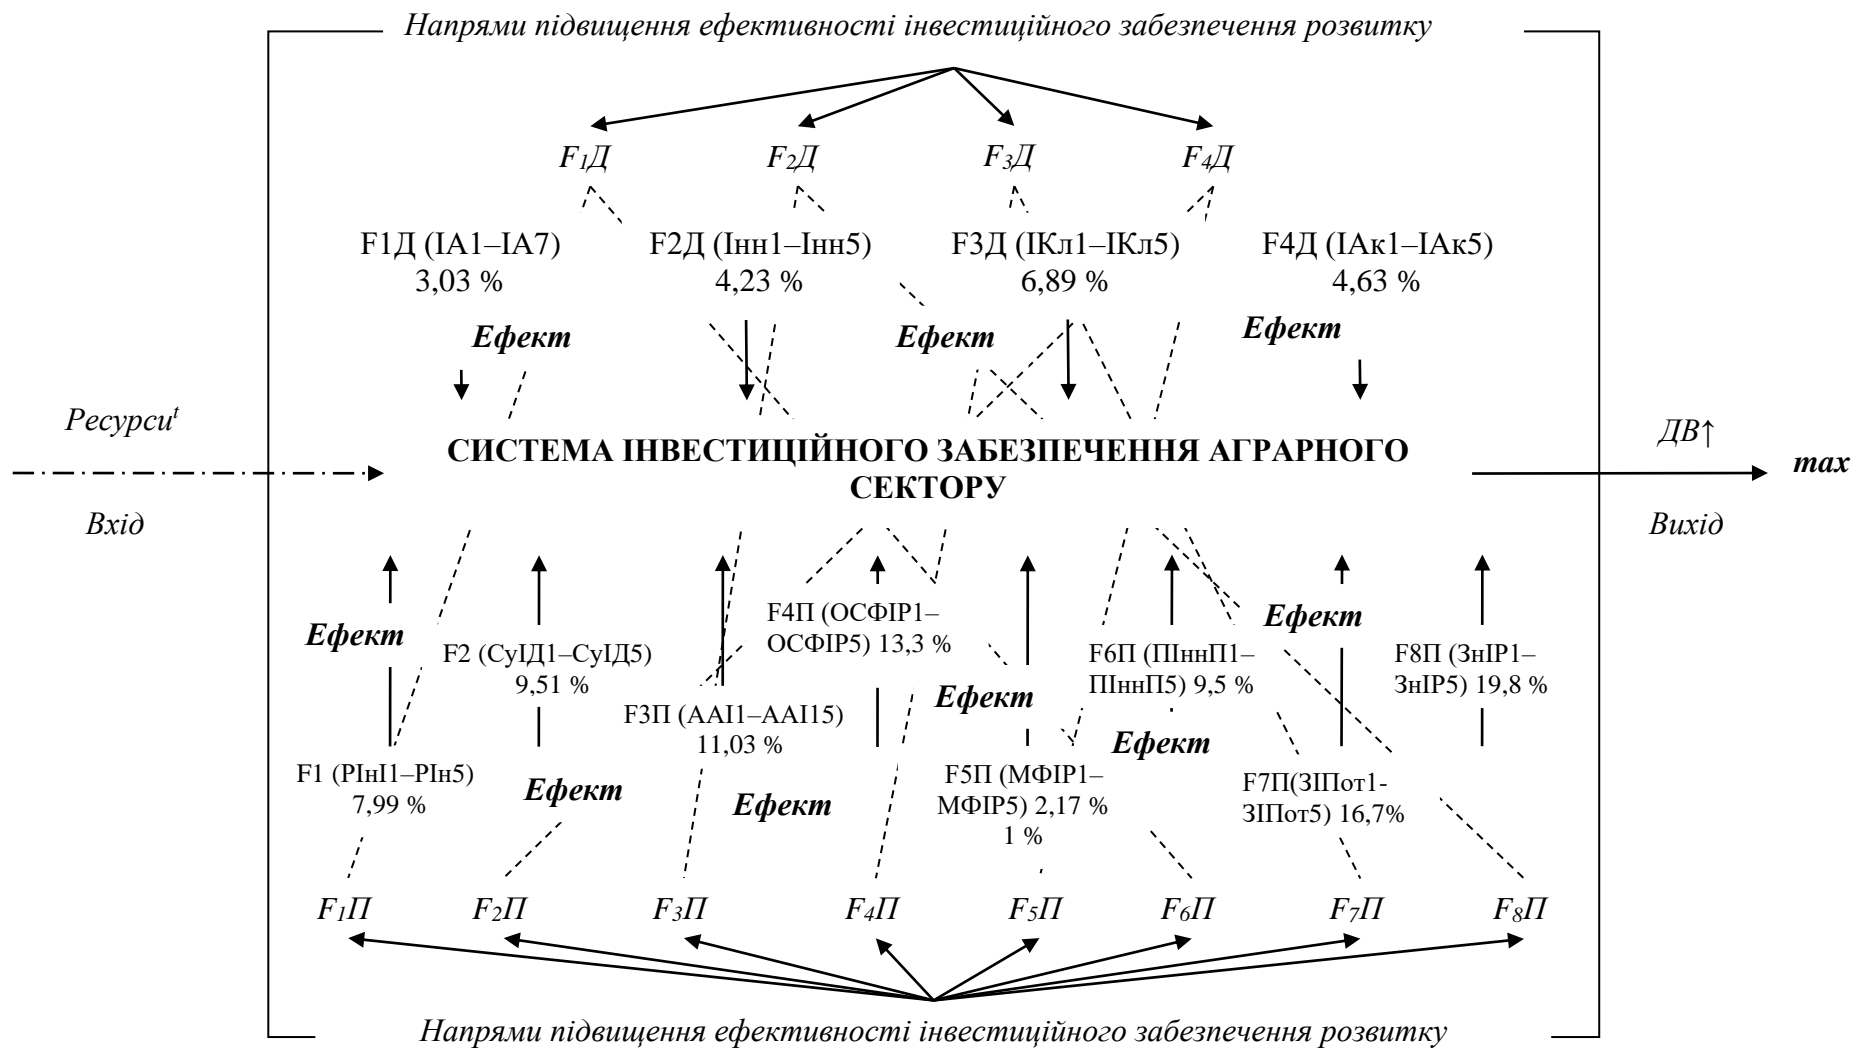 Напрями підвищення ефективності інвестиційного забезпечення розвитку
F1Д
F2Д
F3Д
F4Д
F1Д (ІА1–ІА7)
3,03 %
F2Д (Інн1–Інн5)
4,23 %
F3Д (ІКл1–ІКл5)
6,89 %
F4Д (ІАк1–ІАк5)
4,63 %
Ефект
Ефект
Ефект
Ресурсиt
Вхід
СИСТЕМА ІНВЕСТИЦІЙНОГО ЗАБЕЗПЕЧЕННЯ АГРАРНОГО
СЕКТОРУ
ДВ↑
max
Вихід
Ефект
F2 (СуІД1–СуІД5)
9,51 %
F4П (ОСФІР1–
ОСФІР5) 13,3 %
Ефект
F6П (ПІннП1–
ПІннП5) 9,5 %
F8П (ЗнІР1–
ЗнІР5) 19,8 %
F3П (ААІ1–ААІ15)
11,03 %
Ефект
Ефект
F1 (РІнІ1–РІн5)
7,99 %
Ефект
Ефект
F5П (МФІР1–
МФІР5) 2,17 %
1 %
F7П(ЗІПот1-
ЗІПот5) 16,7%
F1П
F2П
F3П
F4П
F5П
F6П
F7П
F8П
Напрями підвищення ефективності інвестиційного забезпечення розвитку